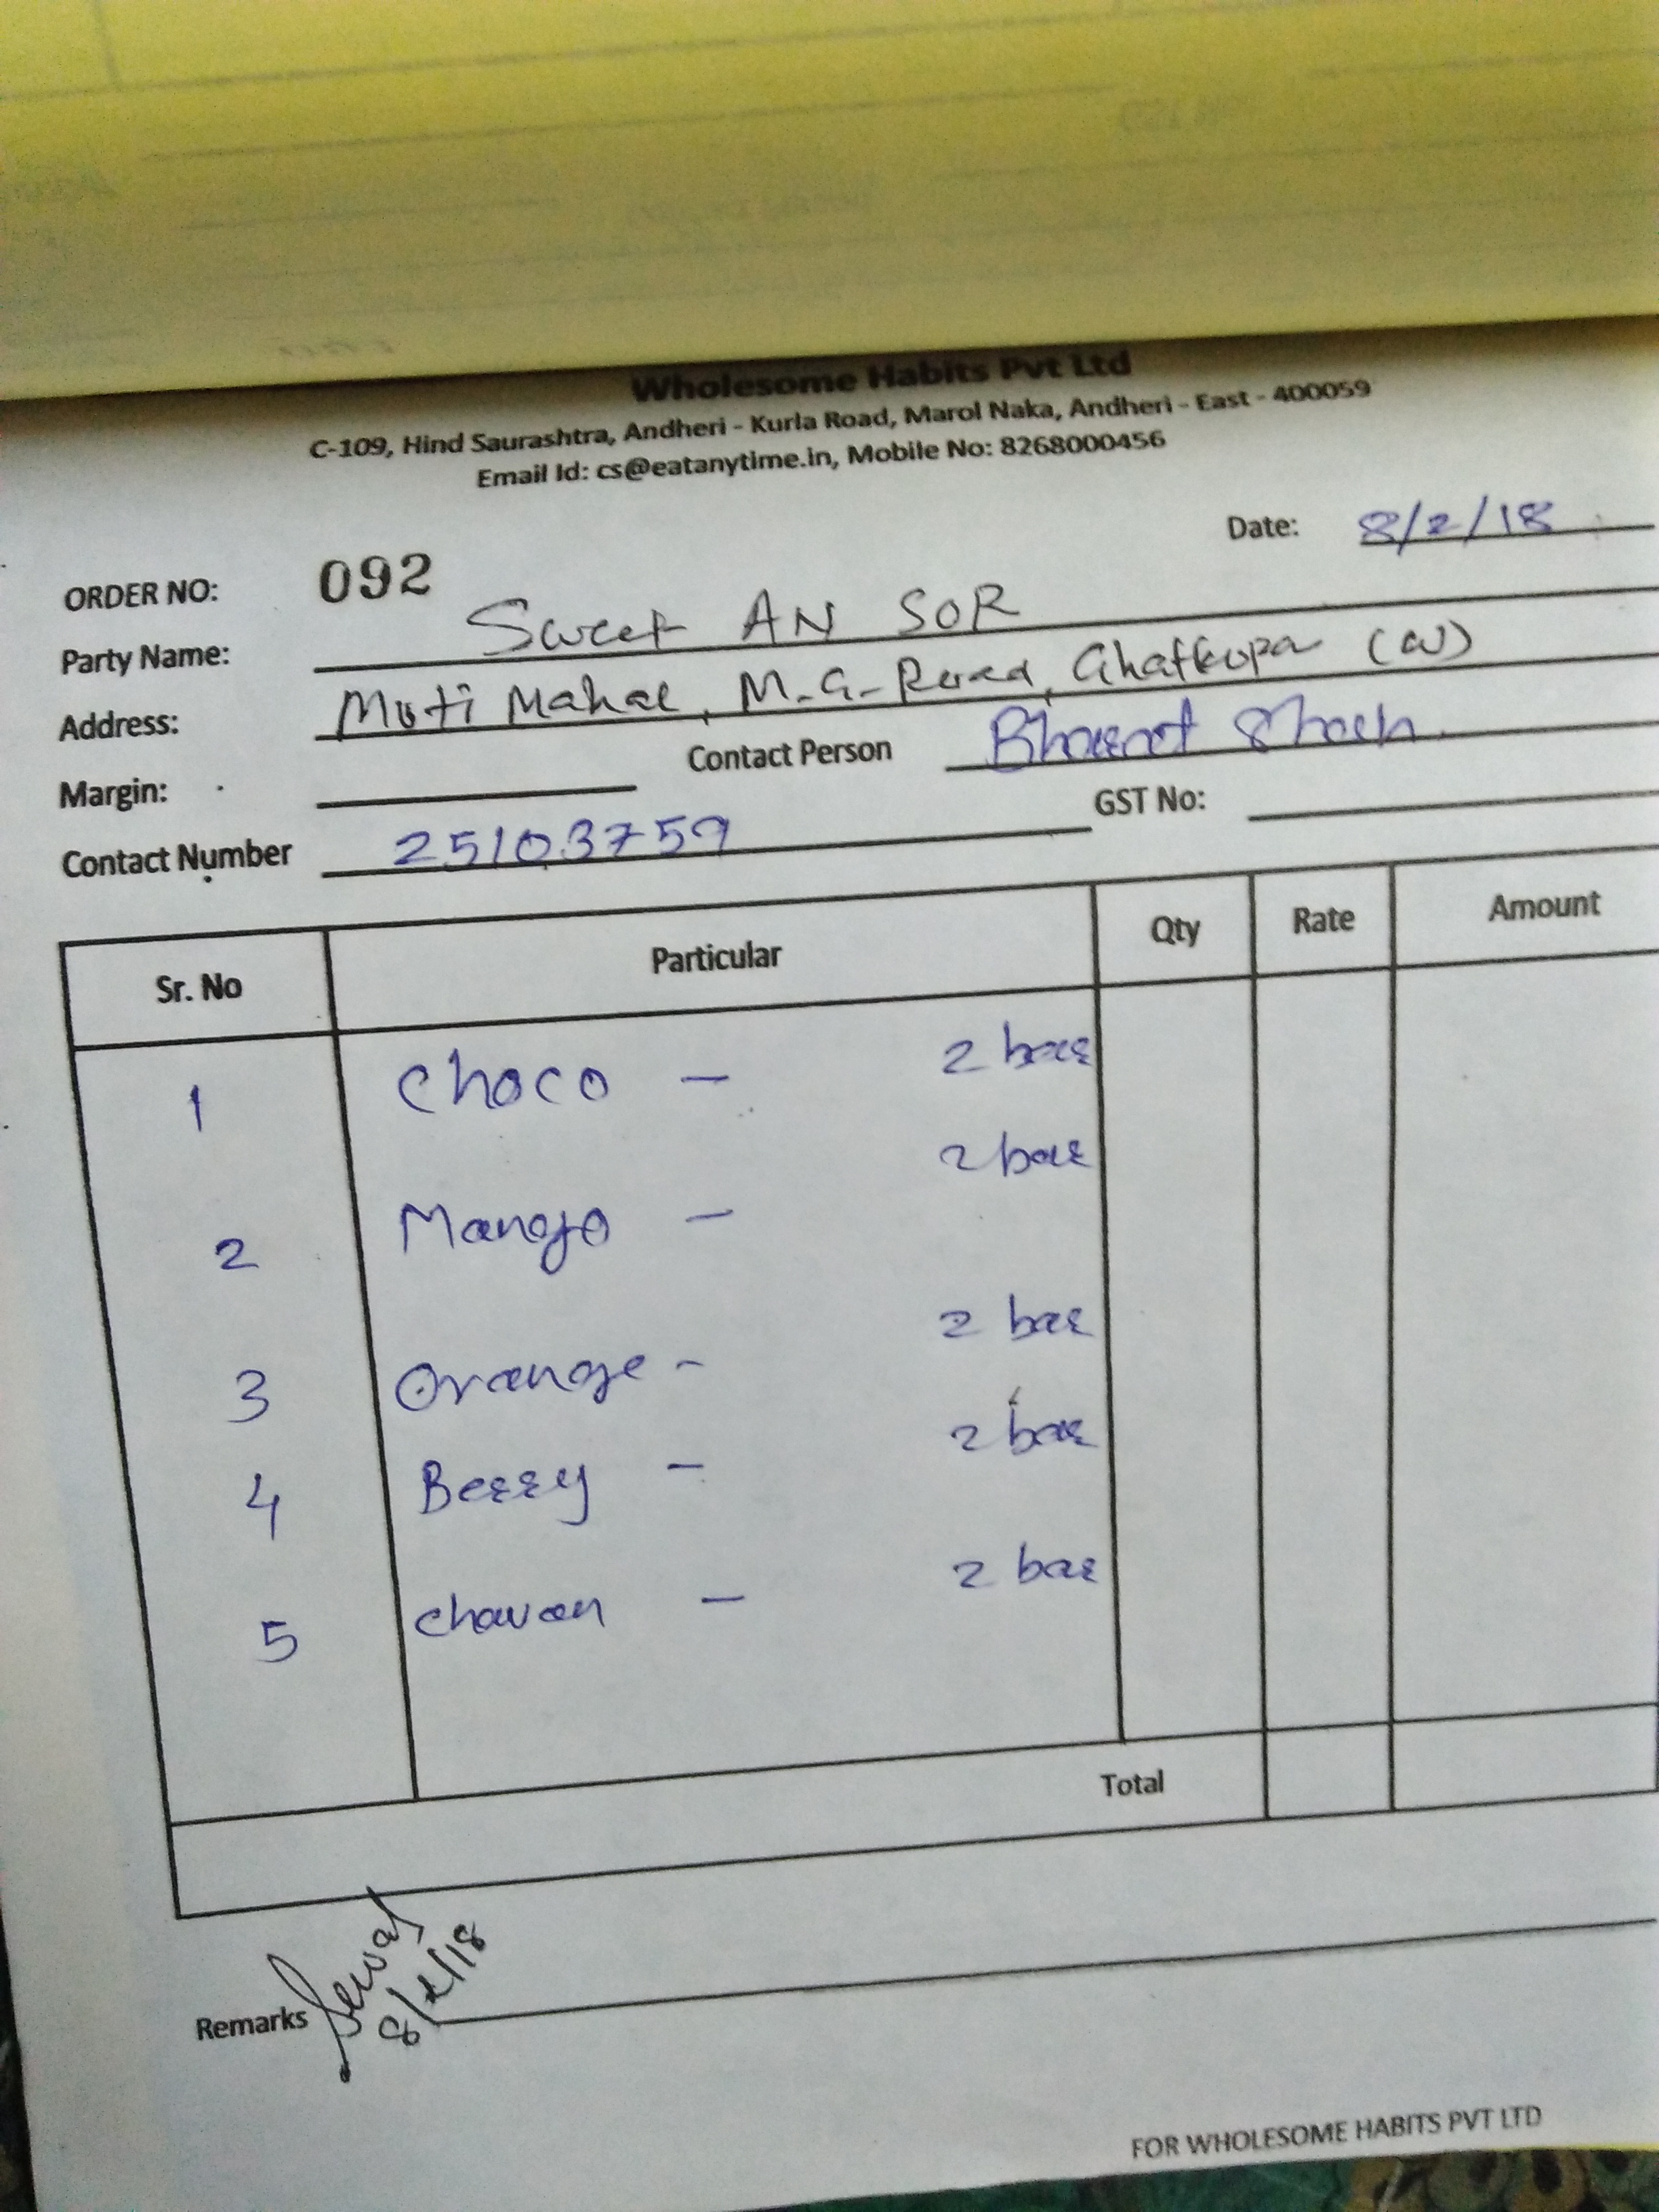 Wholesome Habits Pvt Ltd
C-109, Hind Saurashtra, Andheri - Kurla Road, Marol Naka, Andheri - East - 400059
Email Id: cs@eatanytime.in, Mobile No: 8268000456
Date: 8/2/18
ORDER NO: 092
Party Name: Sweet AN SOR
Address: Moti Mahal, M.G. Road, Ghatkopar (W)
Margin: Contact Person Bharat Shah
Contact Number 25103759 GST No:
Sr. No Particular Qty Rate Amount
1 Choco - 2 box
2 Mango - 2 box
3 Orange - 2 bar
4 Berry - 2 box
5 chavan - 2 bar
Total
Remarks 8/2/18
FOR WHOLESOME HABITS PVT LTD